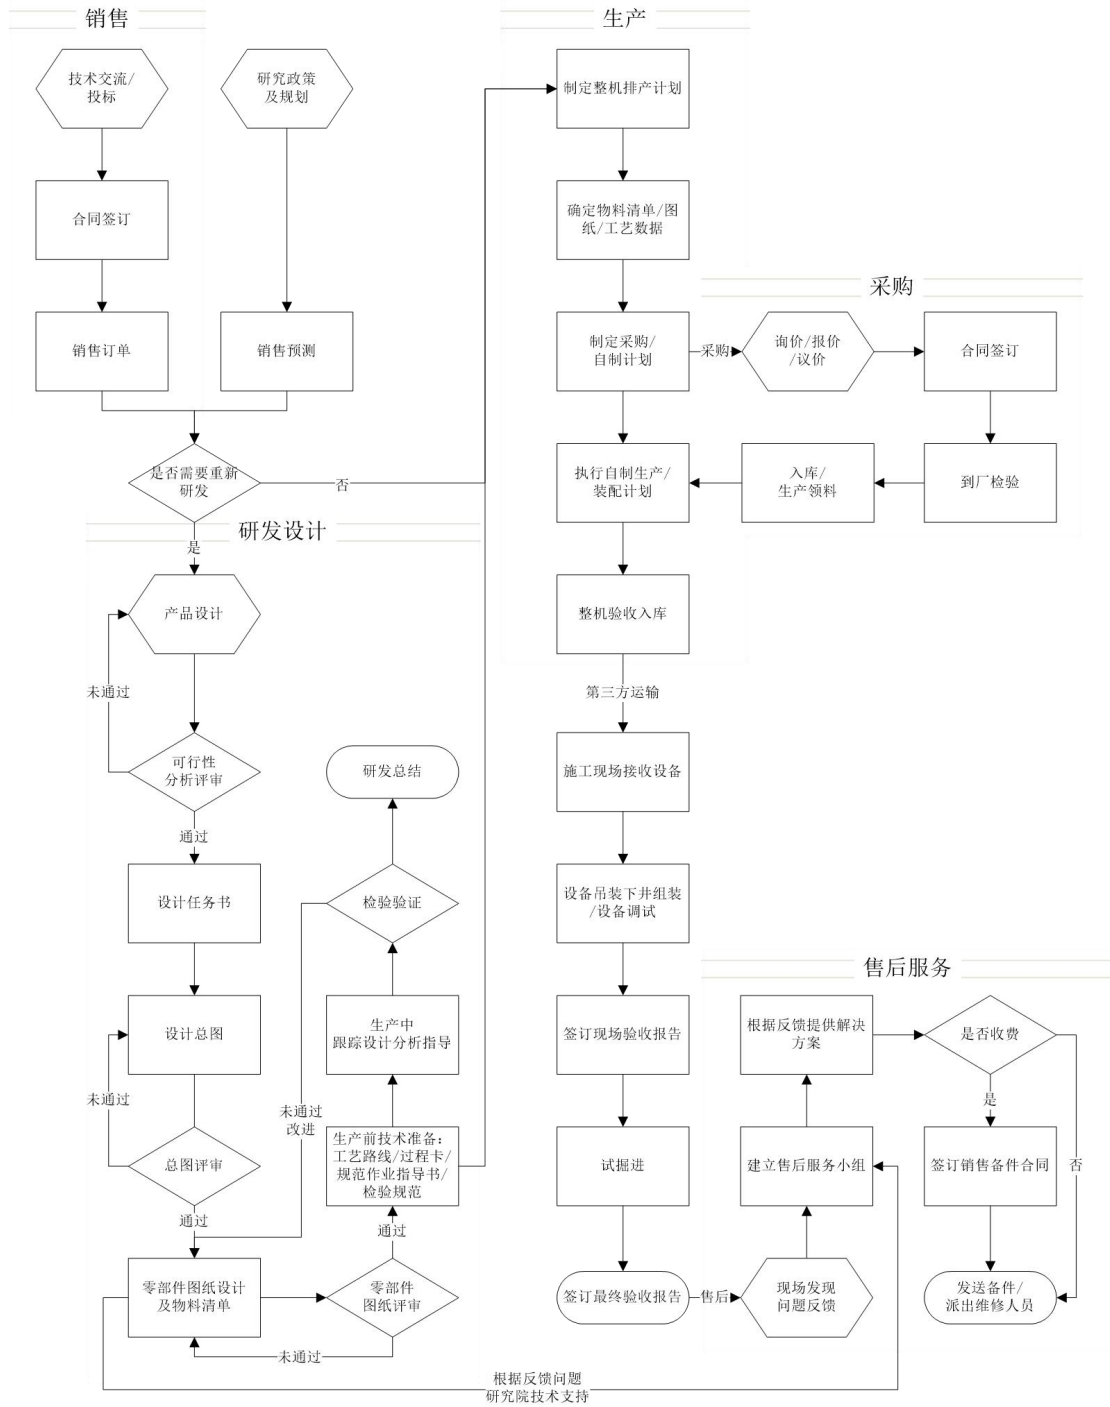 销售
技术交流/
投标
研究政策
及规划
合同签订
销售订单
销售预测
是否需要重新
研发
否
是
研发设计
产品设计
未通过
可行性
分析评审
通过
设计任务书
设计总图
未通过
总图评审
通过
零部件图纸设计
及物料清单
零部件
图纸评审
未通过
通过
生产前技术准备：
工艺路线/过程卡/
规范作业指导书/
检验规范
生产中
跟踪设计分析指导
检验验证
未通过
改进
研发总结
根据反馈问题
研究院技术支持
生产
制定整机排产计划
确定物料清单/图
纸/工艺数据
制定采购/
自制计划
采购
执行自制生产/
装配计划
整机验收入库
第三方运输
施工现场接收设备
设备吊装下井组装
/设备调试
签订现场验收报告
试掘进
签订最终验收报告
售后
采购
询价/报价
/议价
合同签订
到厂检验
入库/
生产领料
售后服务
现场发现
问题反馈
建立售后服务小组
根据反馈提供解决
方案
是否收费
是
否
签订销售备件合同
发送备件/
派出维修人员